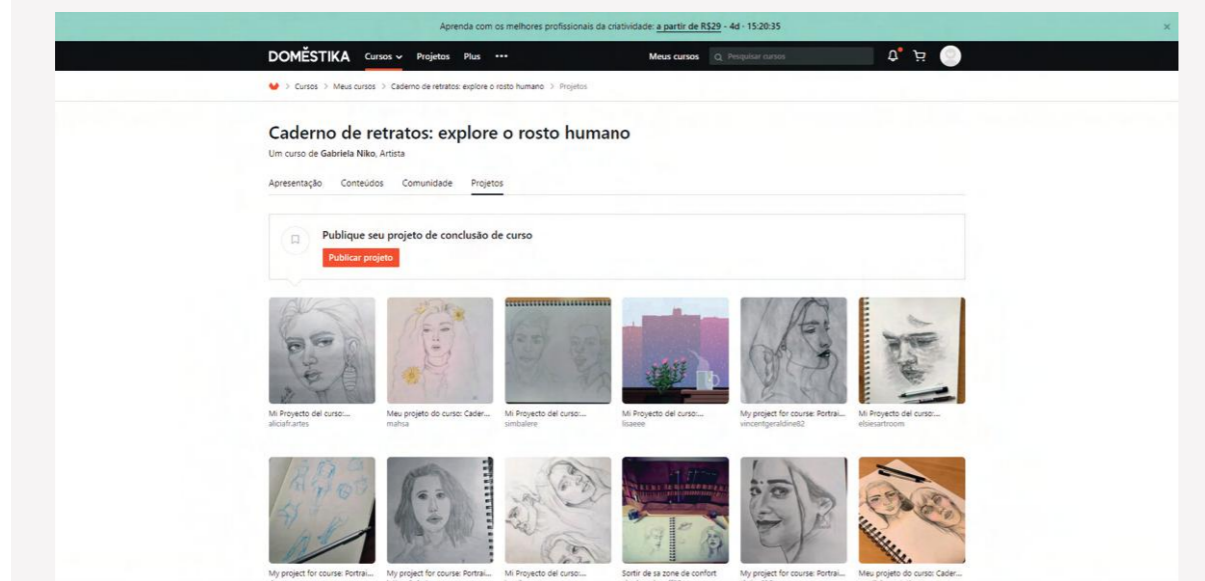 Aprenda com os melhores profissionais da criatividade: a partir de R$29 - 4d - 15:20:35 ×
DOMĚSTIKA Cursos Projetos Plus ••• Meus cursos Pesquisar cursos
> Cursos > Meus cursos > Caderno de retratos: explore o rosto humano > Projetos
Caderno de retratos: explore o rosto humano
Um curso de Gabriela Niko, Artista
Apresentação Conteúdos Comunidade Projetos
Publique seu projeto de conclusão de curso
Publicar projeto
Mi Proyecto del curso:... Meu projeto do curso: Cader... Mi Proyecto del curso:... Mi Proyecto del curso:... My project for course: Portrai... Mi Proyecto del curso:...
aliciafr.artes mahsa simbalere lisaeee vincentgeraldine82 elsiesartroom
My project for course: Portrai... My project for course: Portrai... Mi Proyecto del curso:... Sortir de sa zone de confort My project for course: Portrai... Meu projeto do curso: Cader...